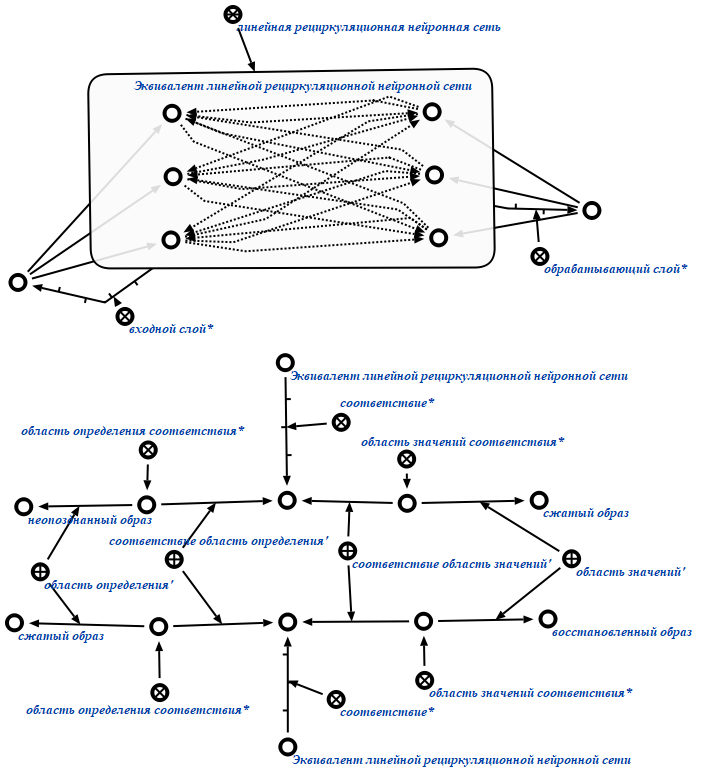 линейная рециркуляционная нейронная сеть
Эквивалент линейной рециркуляционной нейронной сети
обрабатывающий слой*
входной слой*
Эквивалент линейной рециркуляционной нейронной сети
соответствие*
область определения соответствия*
область значений соответствия*
неопознанный образ
сжатый образ
соответствие область определения'
соответствие область значений'
область определения'
область значений'
сжатый образ
восстановленный образ
область определения соответствия*
область значений соответствия*
соответствие*
Эквивалент линейной рециркуляционной нейронной сети